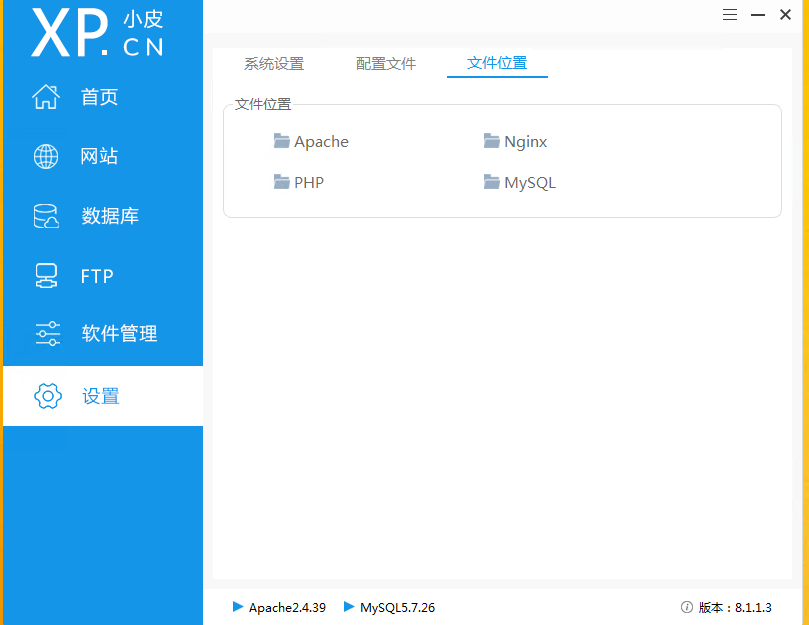 XP.小皮
CN
首页
网站
数据库
FTP
软件管理
设置
系统设置 配置文件 文件位置
文件位置
Apache Nginx
PHP MySQL
Apache2.4.39 MySQL5.7.26 版本：8.1.1.3